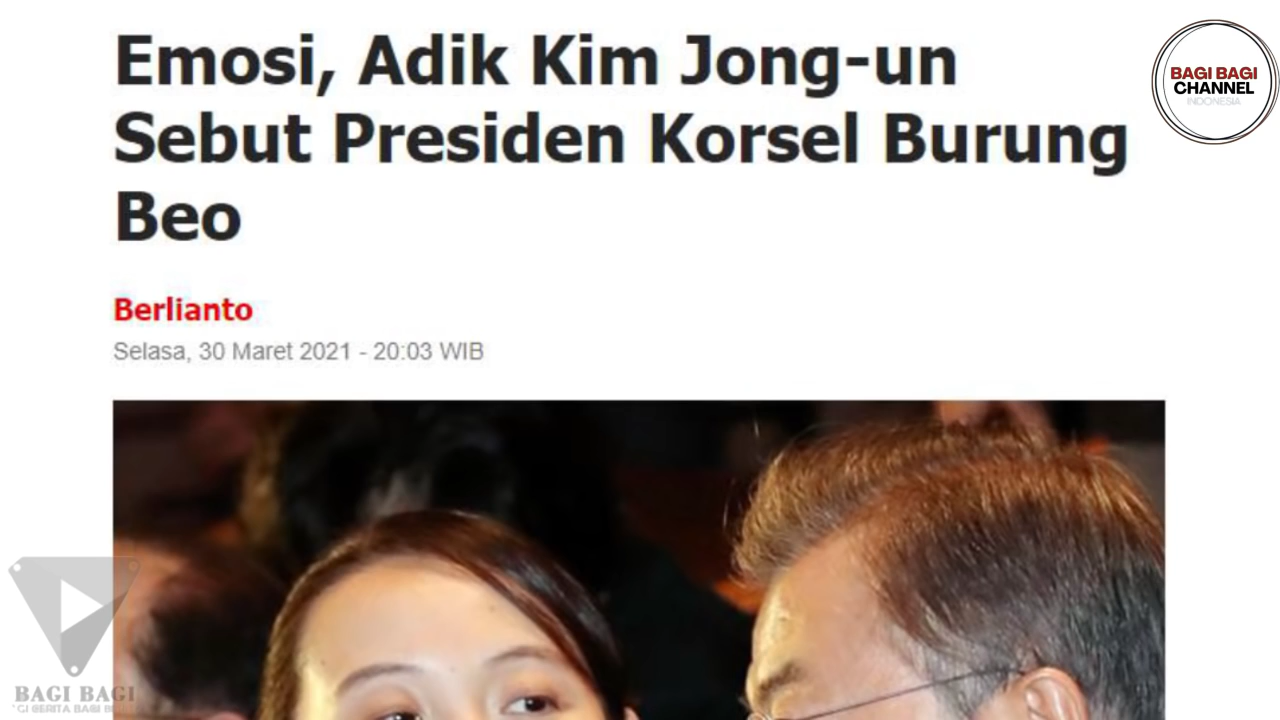 Emosi, Adik Kim Jong-un
Sebut Presiden Korsel Burung
Beo
Berlianto
Selasa, 30 Maret 2021 - 20:03 WIB
BAGI BAGI
CHANNEL
INDONESIA
BAGI BAGI